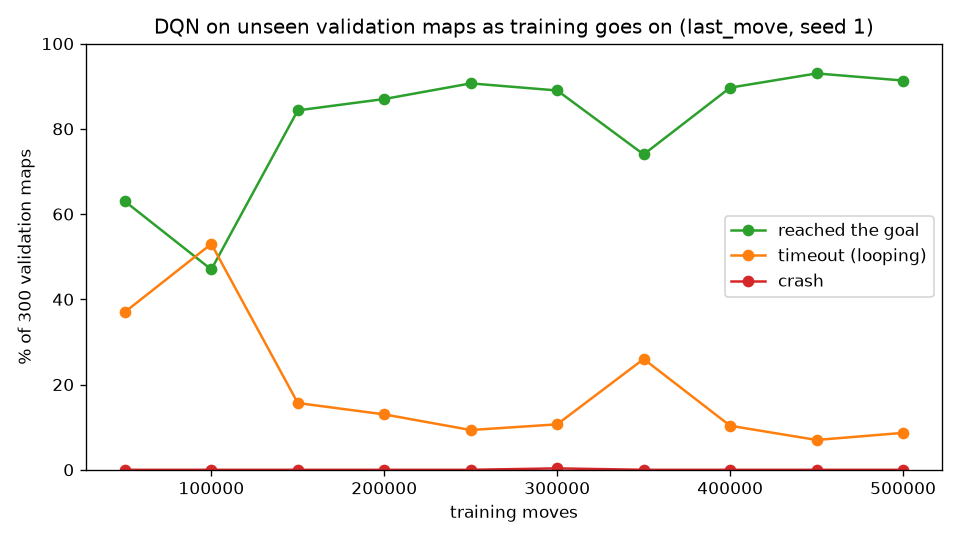 DQN on unseen validation maps as training goes on (last_move, seed 1)
100
80
60
40
20
0
% of 300 validation maps
reached the goal
timeout (looping)
crash
100000 200000 300000 400000 500000
training moves